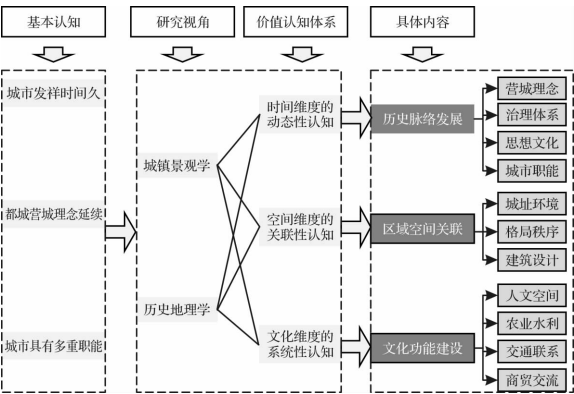 基本认知
研究视角
价值认知体系
具体内容
城市发祥时间久
都城营城理念延续
城市具有多重职能
城镇景观学
历史地理学
时间维度的
动态性认知
空间维度的
关联性认知
文化维度的
系统性认知
历史脉络发展
营城理念
治理体系
思想文化
城市职能
区域空间关联
城址环境
格局秩序
建筑设计
文化功能建设
人文空间
农业水利
交通联系
商贸交流